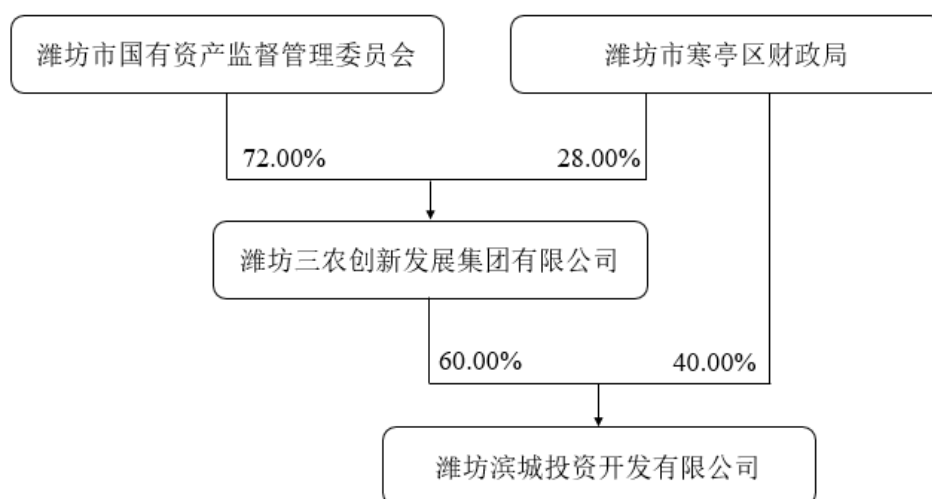 潍坊市国有资产监督管理委员会
潍坊市寒亭区财政局
72.00%
28.00%
潍坊三农创新发展集团有限公司
60.00%
40.00%
潍坊滨城投资开发有限公司